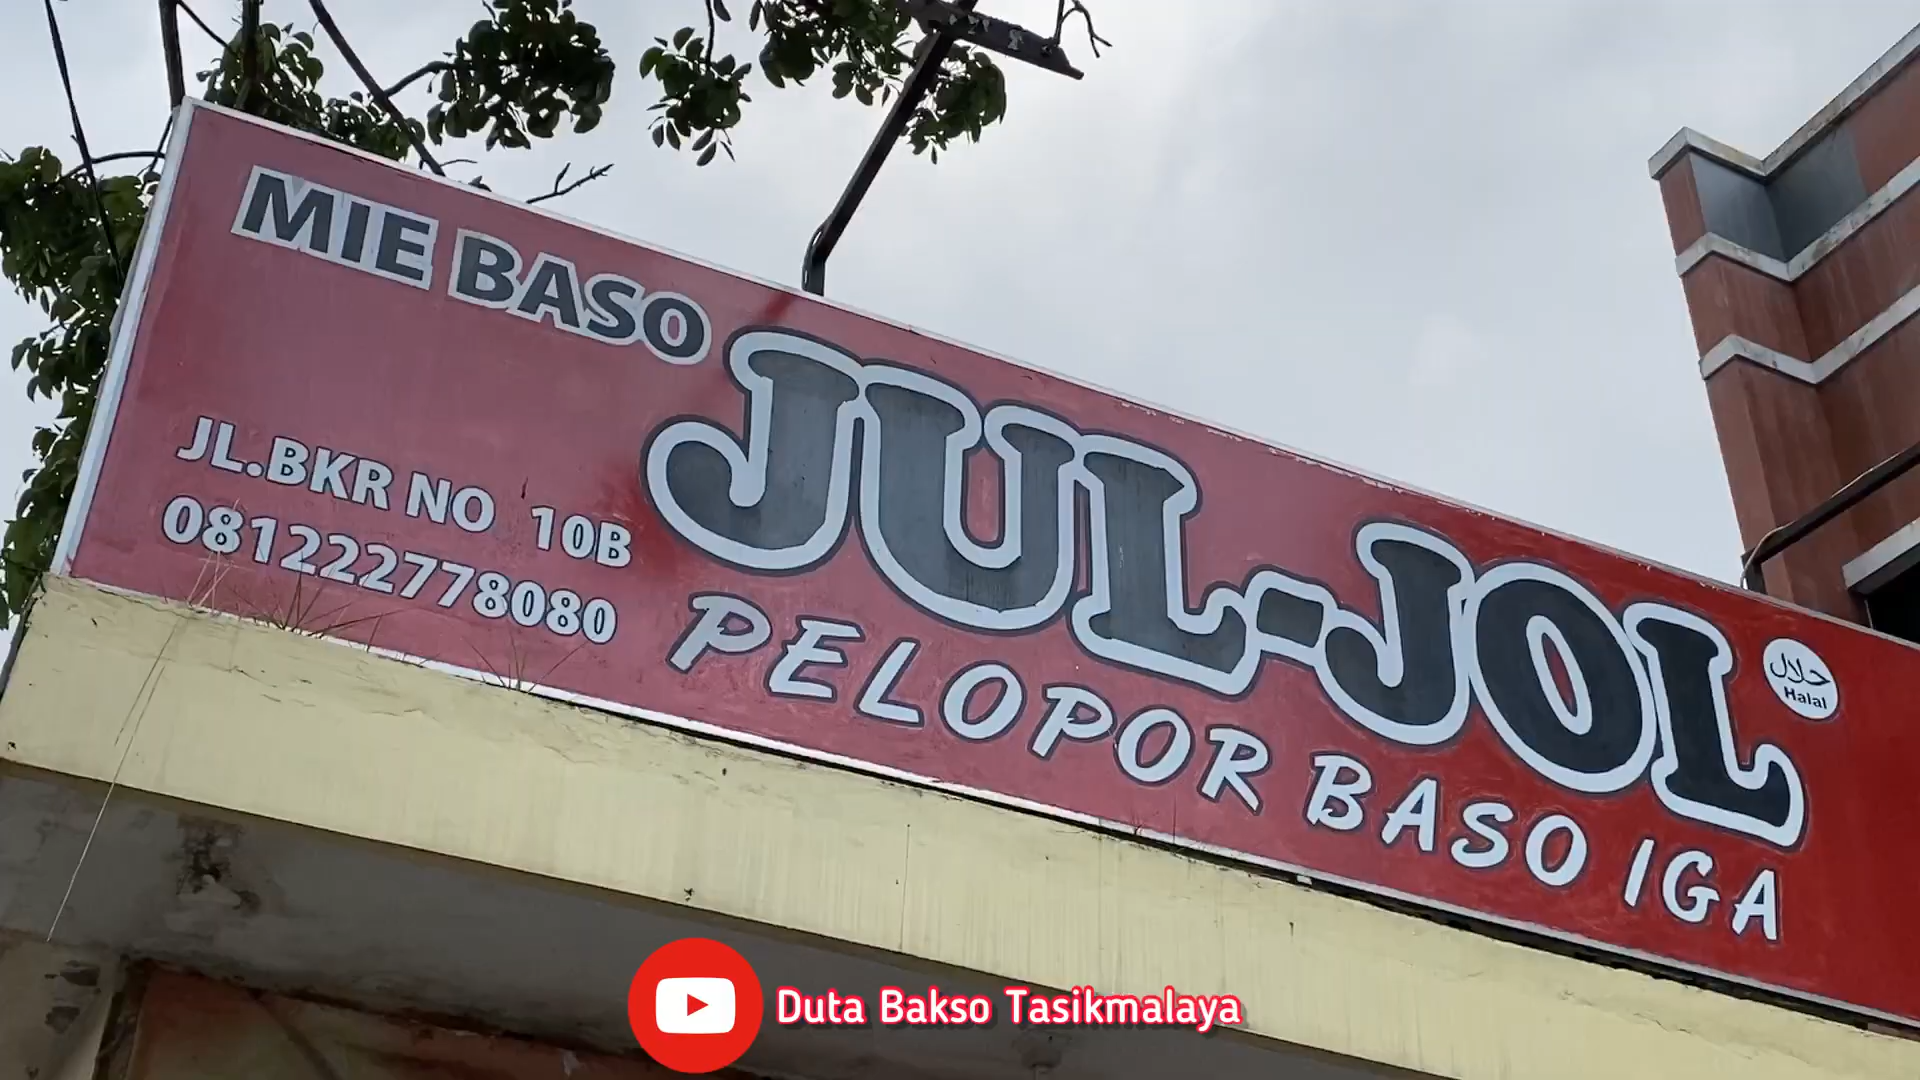 MIE BASO
JUL-JOL
JL.BKR NO 10B
081222778080
PELOPOR BASO IGA
حلال
Halal
Duta Bakso Tasikmalaya